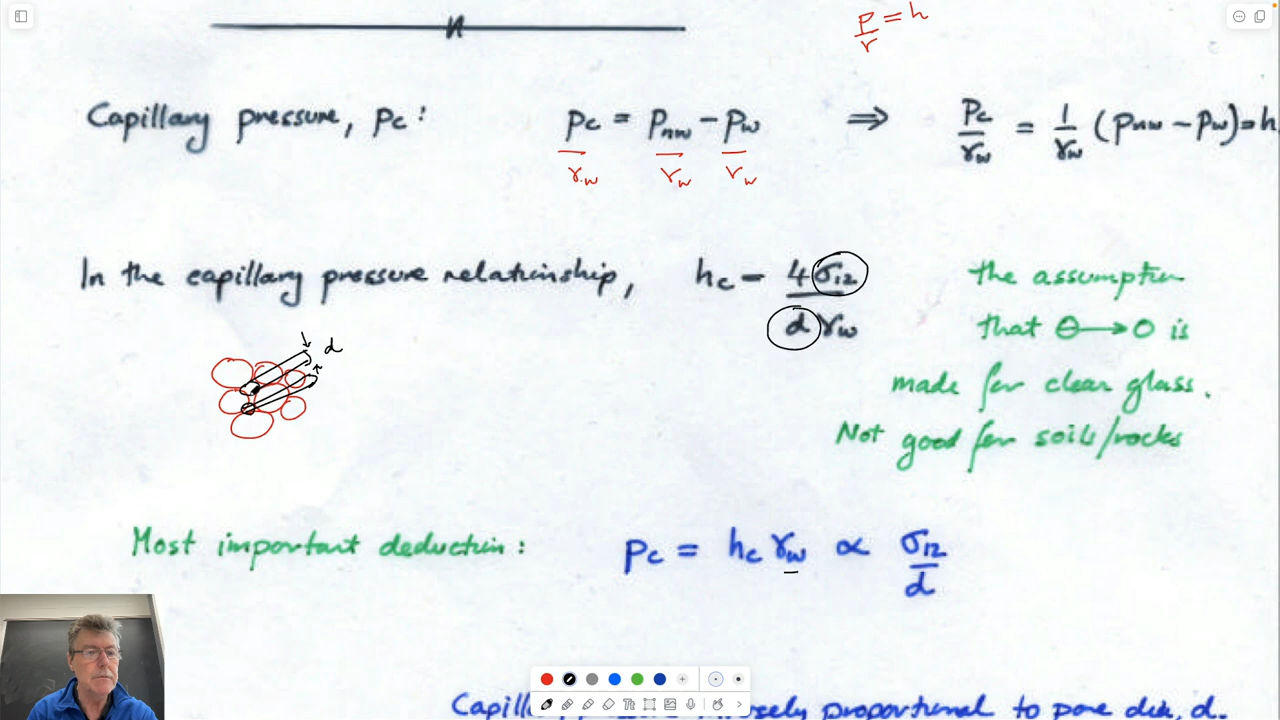 p/γ = h
Capillary pressure, pc : pc = pnw - pw ⇒ pc/γw = 1/γw (pnw - pw) = h
γw γw γw
In the capillary pressure relationship, hc = 4σ12/dγw
the assumption
that θ → 0 is
made for clear glass.
Not good for soils/rocks
d
Most important deduction : pc = hc γw ∝ σ12/d
proportional to pore dia, d.